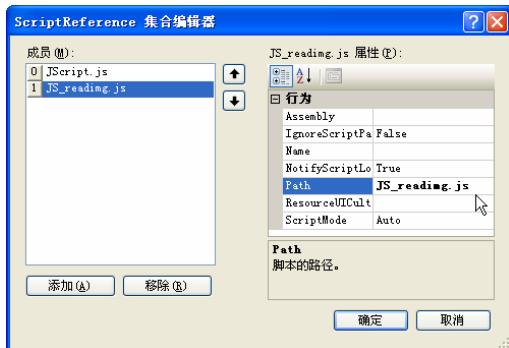 ScriptReference 集合编辑器
成员(M):
0 JScript.js
1 JS_readimg.js
添加(A)
移除(R)
JS_readimg.js 属性(P):
行为
Assembly
IgnoreScriptPa False
Name
NotifyScriptLo True
Path JS_readimg.js
ResourceUICult
ScriptMode Auto
Path
脚本的路径。
确定
取消